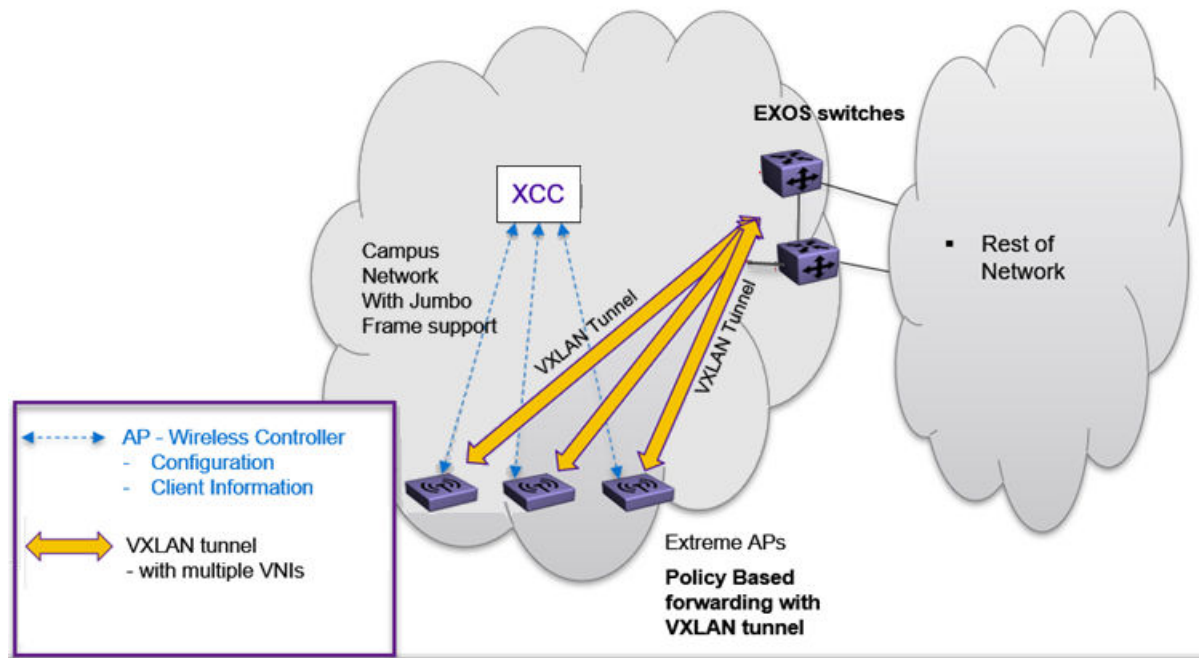 EXOS switches
XCC
Campus
Network
With Jumbo
Frame support
VXLAN Tunnel
VXLAN Tunnel
▪ Rest of
Network
AP - Wireless Controller
- Configuration
- Client Information
VXLAN tunnel
- with multiple VNIs
Extreme APs
Policy Based
forwarding with
VXLAN tunnel